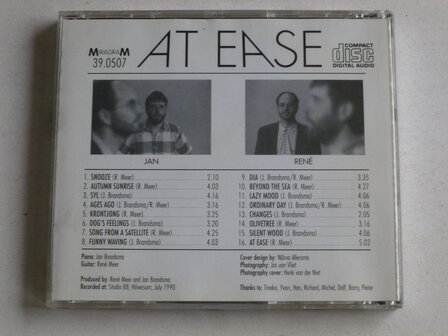 MIRAGRAM
39.0507
AT EASE
COMPACT
disc
DIGITAL AUDIO
JAN
RENÉ
1. SNOOZE (R. Meer) 2.10
2. AUTUMN SUNRISE (R. Meer) 4.03
3. SYL (J. Brandsma) 4.16
4. AGES AGO (J. Brandsma/R. Meer) 3.16
5. KRONTJONG (R. Meer) 3.25
6. DOG'S FEELINGS (J. Brandsma) 3.20
7. SONG FROM A SATELLITE (R. Meer) 4.25
8. FUNNY WAVING (J. Brandsma) 4.03
9. DIA (J. Brandsma/R. Meer) 3:35
10. BEYOND THE SEA (R. Meer) 4.27
11. LAZY MOOD (J. Brandsma) 4.06
12. ORDINARY DAY (J. Brandsma/R. Meer) 4.06
13. CHANGES (J. Brandsma) 2.05
14. OLIVETREE (R. Meer) 4.09
15. SILENT WOOD (J. Brandsma) 4.06
16. AT EASE (R. Meer) 5.02
Piano: Jan Brandsma
Guitar: René Meer
Produced by: René Meer and Jan Brandsma
Recorded at: Studio 88, Hilversum, July 1990
Cover design by: Wilma Allersma
Photography: Jos van Vliet
Photography cover: Henk van der Niet
Thanks to: Tineke, Yvon, Han, Richard, Michel, Dolf, Barry, Pieter